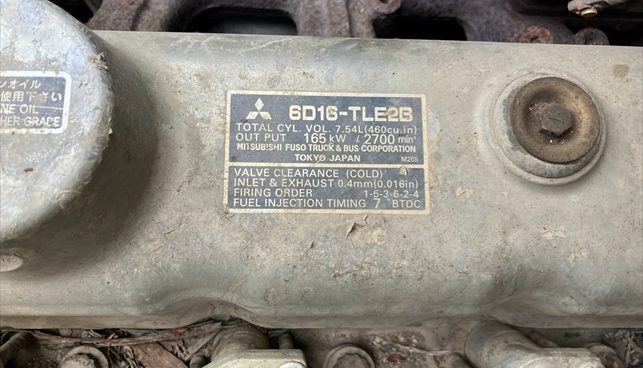 ンオイル
使用下さい
NE OIL
HER GRADE
6D16-TLE2B
TOTAL CYL. VOL. 7.54L(460cu.in)
OUT PUT 165 kW / 2700 min⁻¹
MITSUBISHI FUSO TRUCK & BUS CORPORATION
TOKYO JAPAN M265
VALVE CLEARANCE (COLD)
INLET & EXHAUST 0.4mm(0.016in)
FIRING ORDER 1-5-3-6-2-4
FUEL INJECTION TIMING 7° BTDC